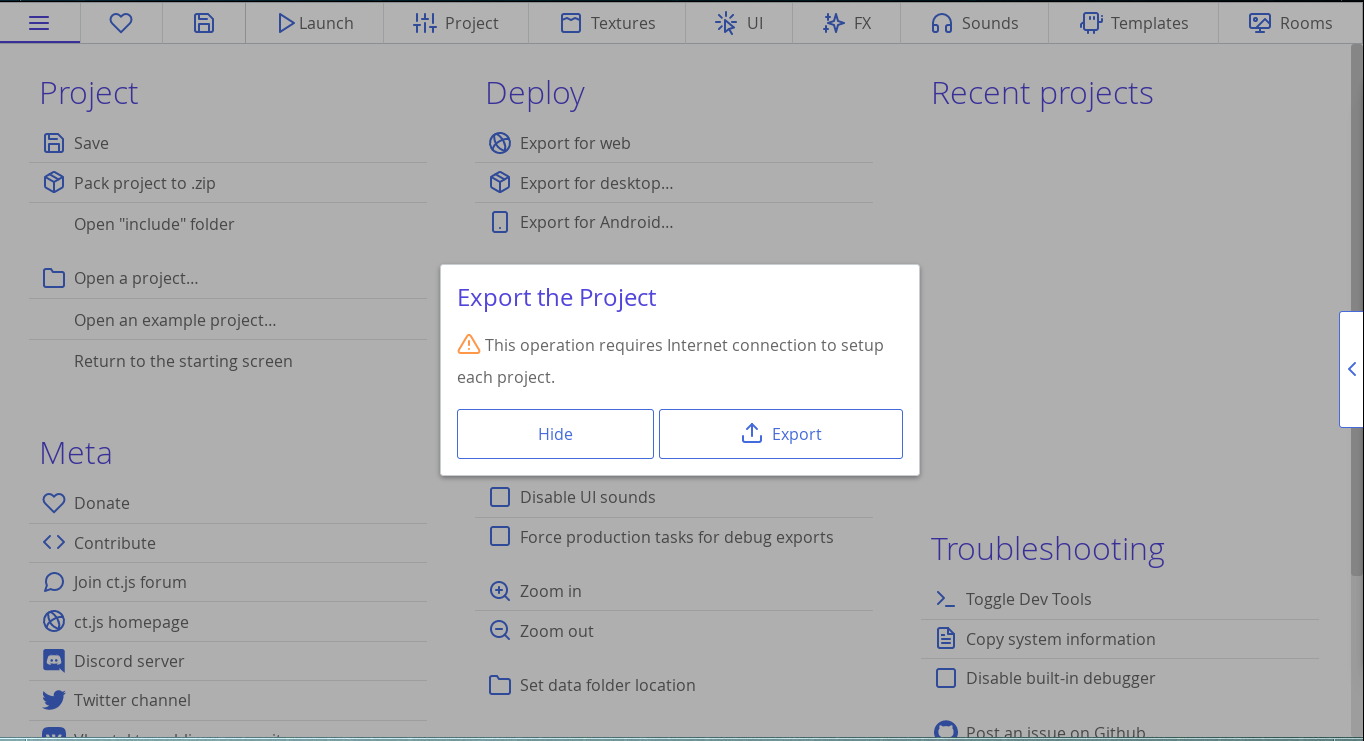 Launch
Project
Textures
UI
FX
Sounds
Templates
Rooms
Project
Save
Pack project to .zip
Open "include" folder
Open a project...
Open an example project...
Return to the starting screen
Meta
Donate
Contribute
Join ct.js forum
ct.js homepage
Discord server
Twitter channel
Deploy
Export for web
Export for desktop...
Export for Android...
Export the Project
This operation requires Internet connection to setup
each project.
Hide
Export
Disable UI sounds
Force production tasks for debug exports
Zoom in
Zoom out
Set data folder location
Recent projects
Troubleshooting
Toggle Dev Tools
Copy system information
Disable built-in debugger
Post an issue on Github